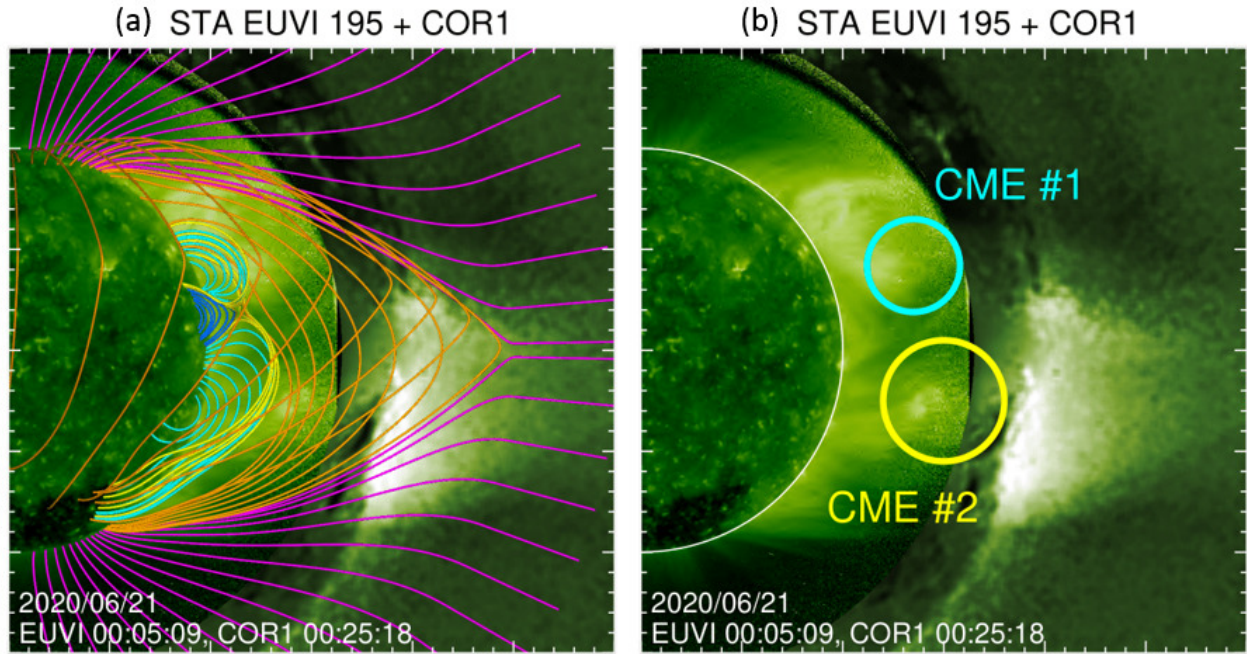 (a) STA EUVI 195 + COR1
(b) STA EUVI 195 + COR1
CME #1
CME #2
2020/06/21
EUVI 00:05:09, COR1 00:25:18
2020/06/21
EUVI 00:05:09, COR1 00:25:18